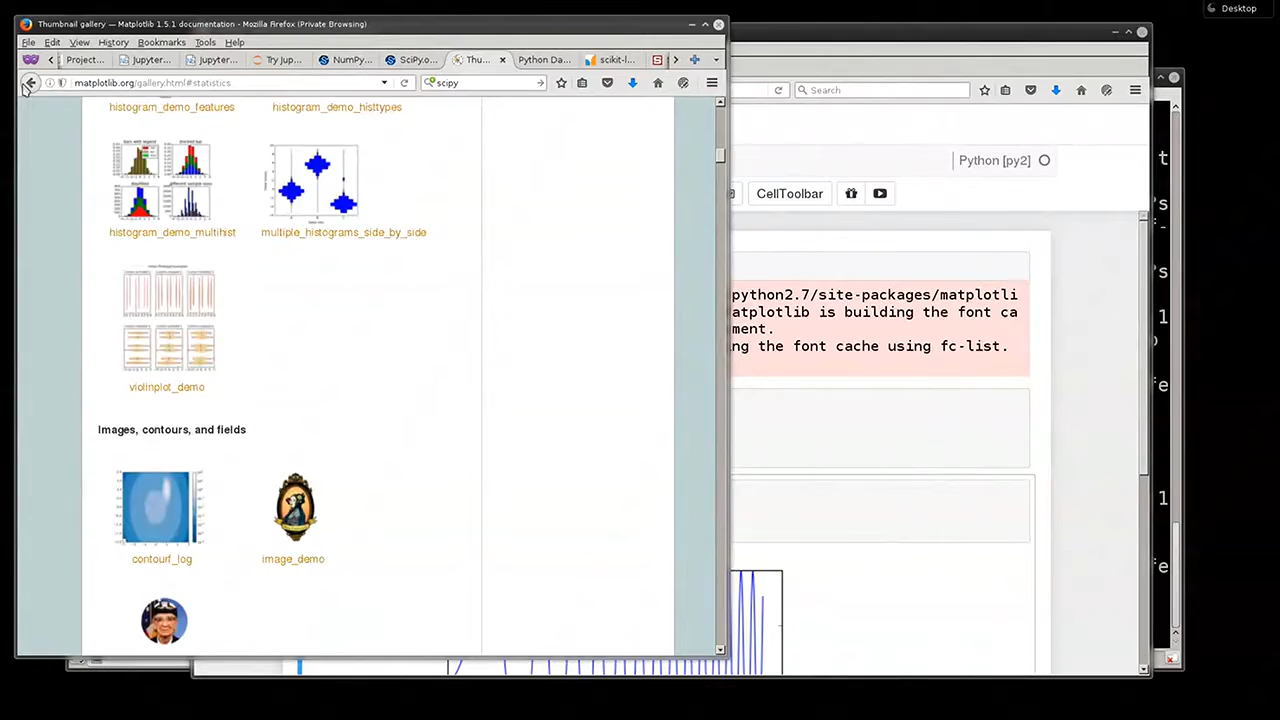 Desktop
Thumbnail gallery — Matplotlib 1.5.1 documentation - Mozilla Firefox (Private Browsing)
File Edit View History Bookmarks Tools Help
Project... Jupyter... Jupyter... Try Jup... NumPy... SciPy.o... Thu... Python Da... scikit-l...
matplotlib.org/gallery.html#statistics
scipy
Search
histogram_demo_features histogram_demo_histtypes
Python [py2]
CellToolbar
histogram_demo_multihist multiple_histograms_side_by_side
python2.7/site-packages/matplotli
atplotlib is building the font ca
ment.
ng the font cache using fc-list.
violinplot_demo
Images, contours, and fields
contourf_log image_demo